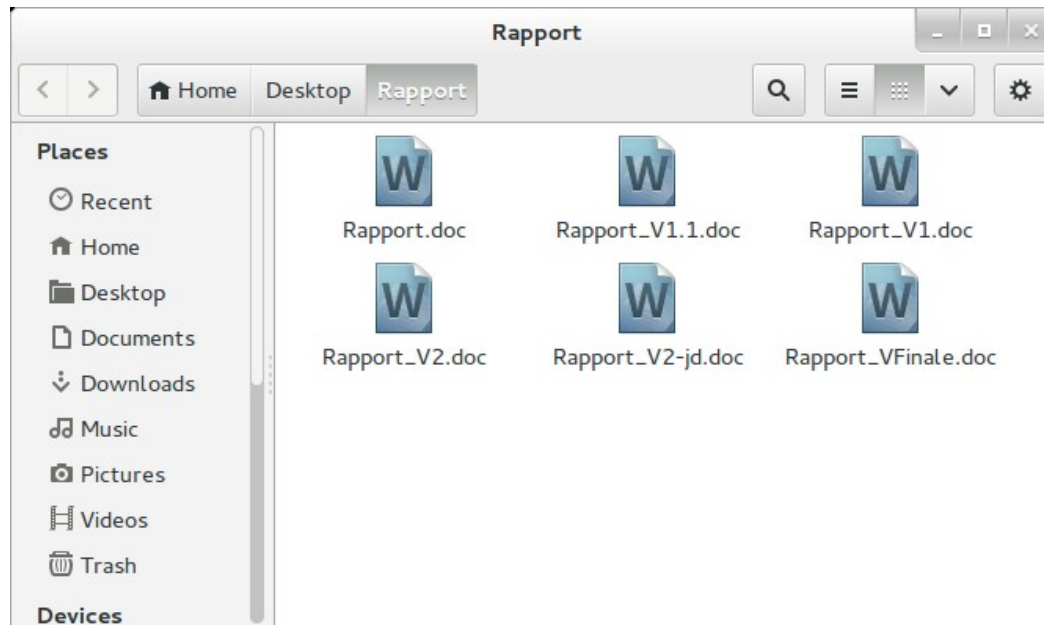 Rapport
Home Desktop Rapport
Places
Recent
Home
Desktop
Documents
Downloads
Music
Pictures
Videos
Trash
Devices
W W W
Rapport.doc Rapport_V1.1.doc Rapport_V1.doc
W W W
Rapport_V2.doc Rapport_V2-jd.doc Rapport_VFinale.doc